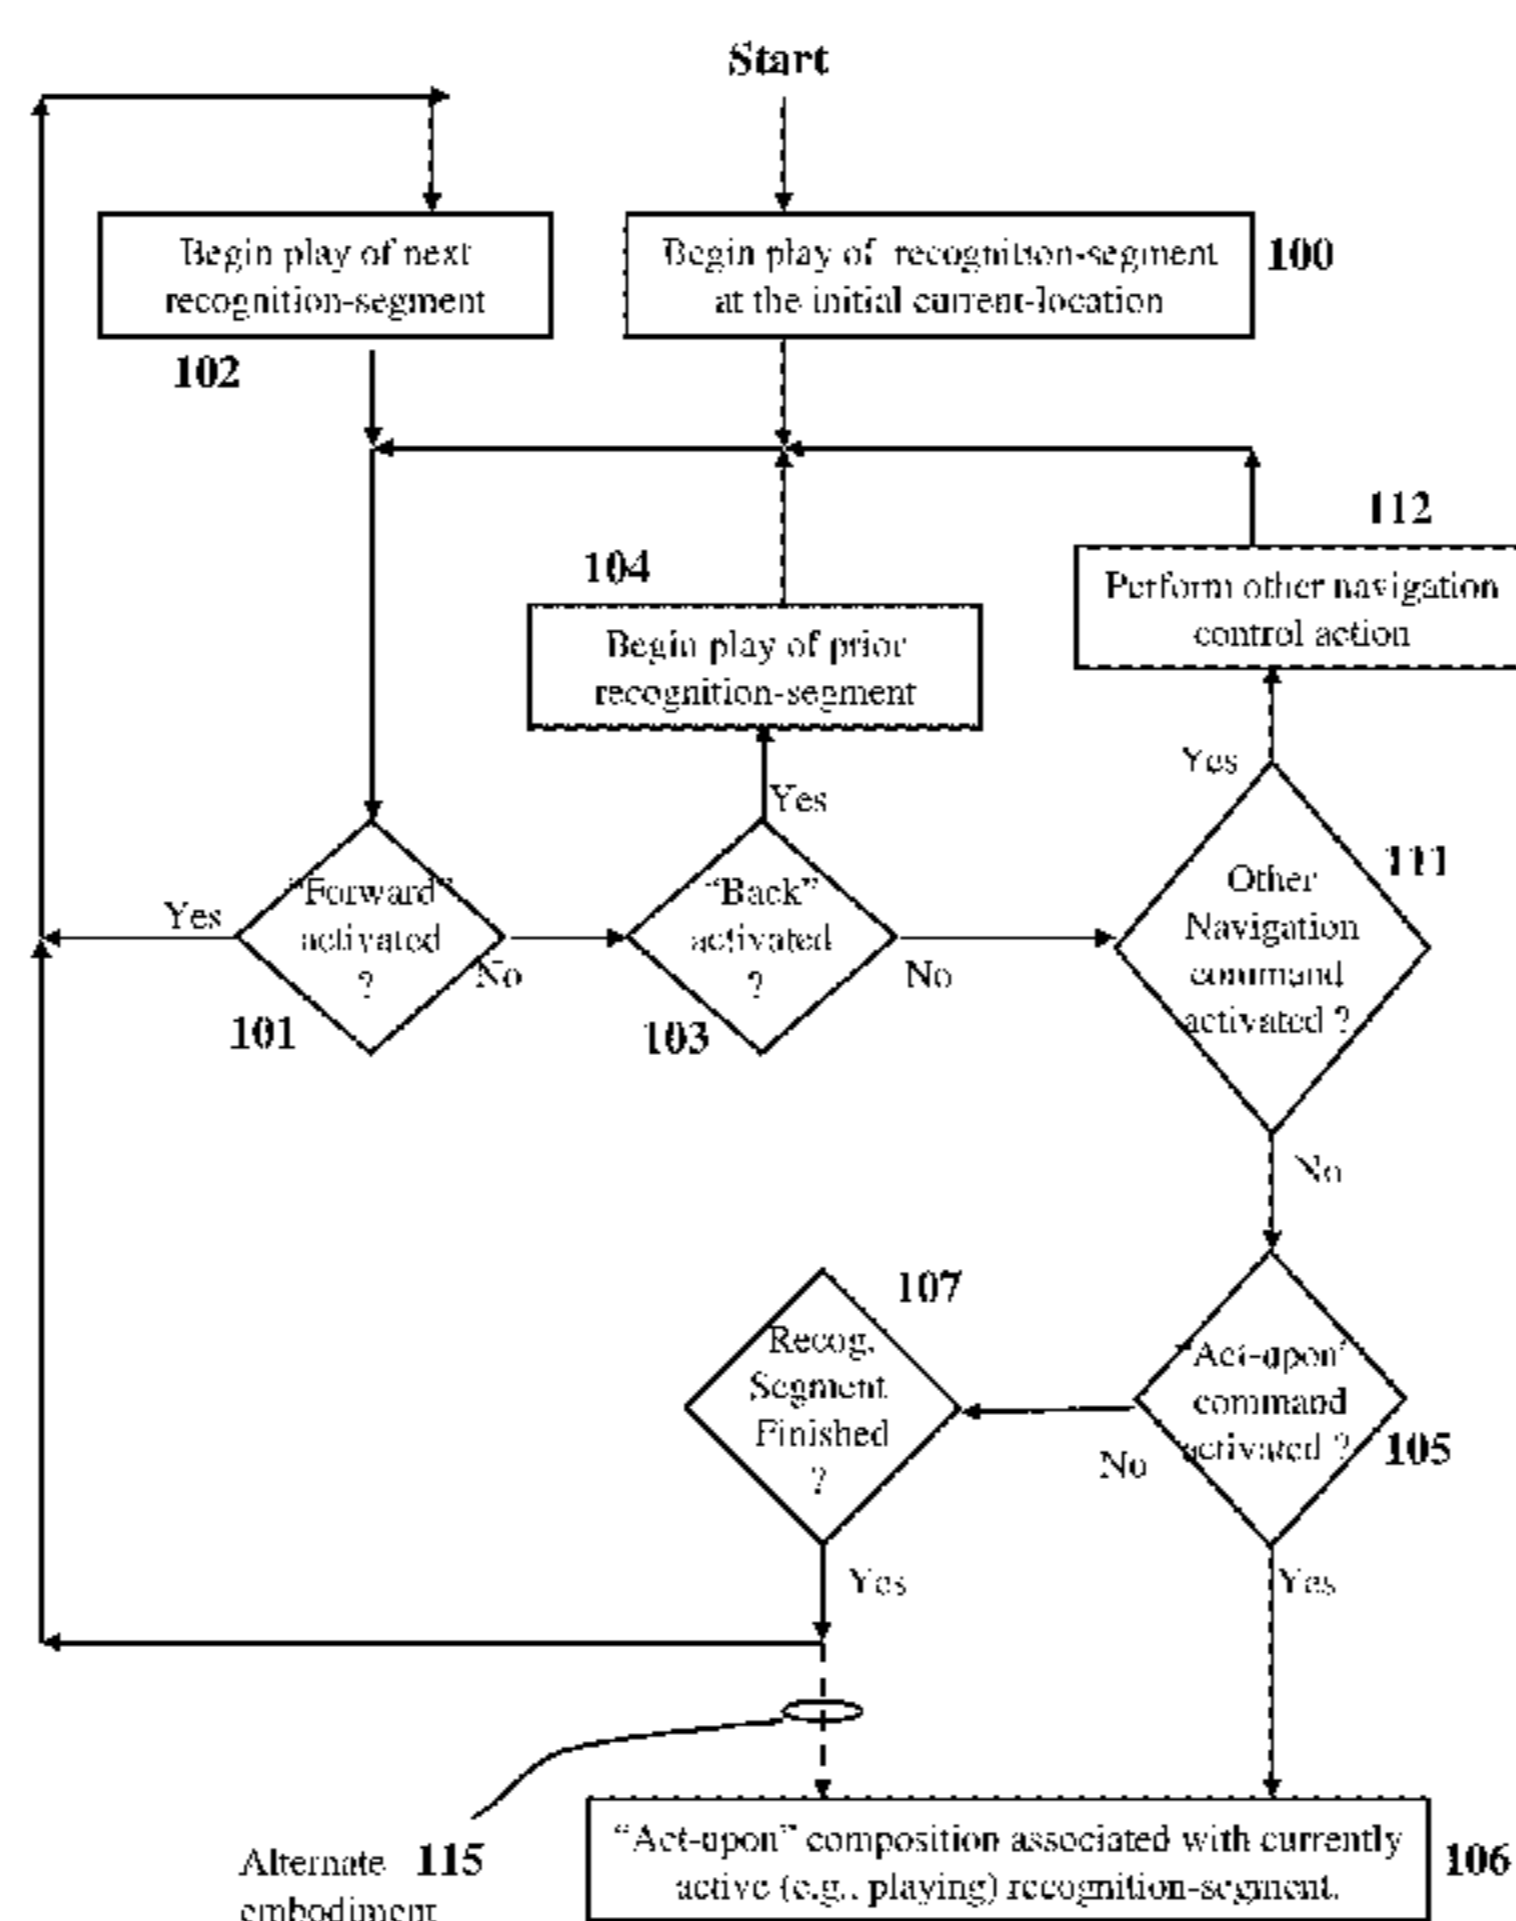 Start
Begin play of next
recognition-segment
102
Begin play of recognition-segment
at the initial current-location
100
112
Perform other navigation
control action
104
Begin play of prior
recognition-segment
Yes
Yes
Yes
"Forward"
activated
?
No
101
"Back"
activated
?
No
103
111
Other
Navigation
command
activated ?
No
107
Recog.
Segment
Finished
?
Yes
"Act-upon"
command
activated ?
105
No
Yes
Alternate 115
embodiment
"Act-upon" composition associated with currently
active (e.g., playing) recognition-segment.
106